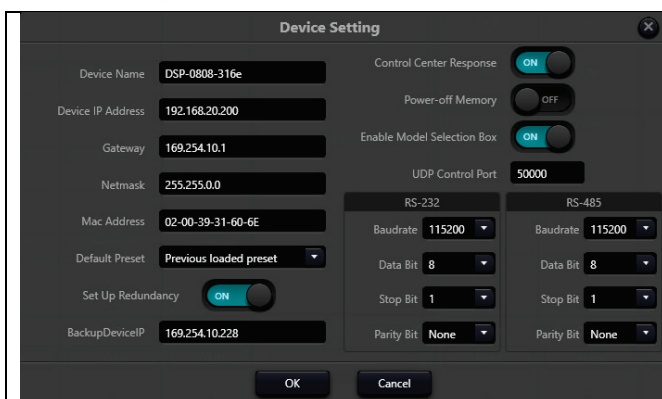 Device Setting
Device Name DSP-0808-316e
Device IP Address 192.168.20.200
Gateway 169.254.10.1
Netmask 255.255.0.0
Mac Address 02-00-39-31-60-6E
Default Preset Previous loaded preset
Set Up Redundancy ON
BackupDeviceIP 169.254.10.228
Control Center Response ON
Power-off Memory OFF
Enable Model Selection Box ON
UDP Control Port 50000
RS-232
Baudrate 115200
Data Bit 8
Stop Bit 1
Parity Bit None
RS-485
Baudrate 115200
Data Bit 8
Stop Bit 1
Parity Bit None
OK Cancel